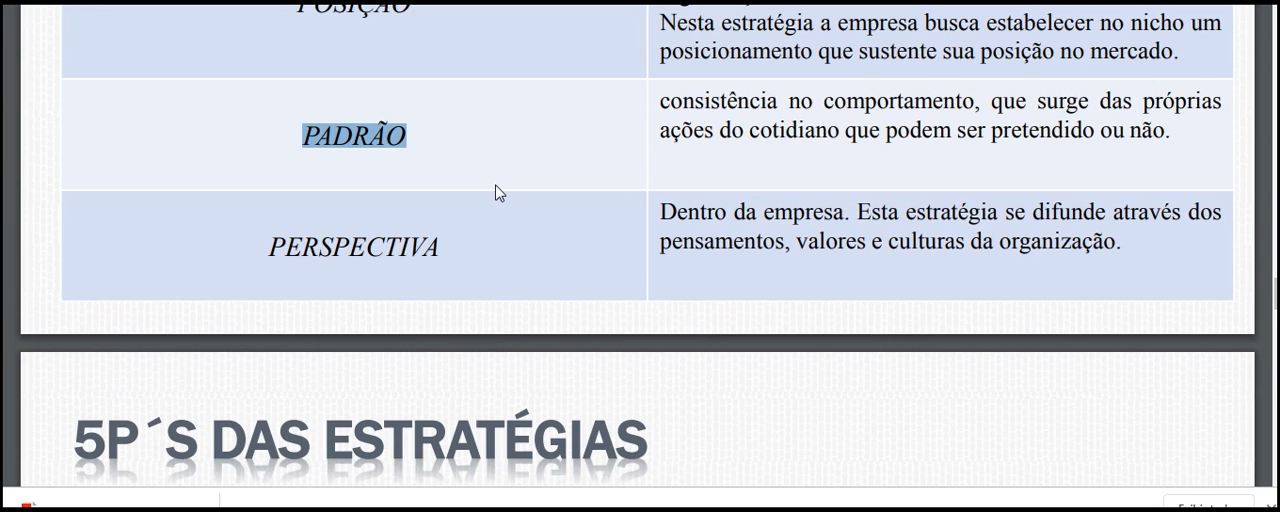 POSIÇÃO
Nesta estratégia a empresa busca estabelecer no nicho um
posicionamento que sustente sua posição no mercado.
PADRÃO
consistência no comportamento, que surge das próprias
ações do cotidiano que podem ser pretendido ou não.
PERSPECTIVA
Dentro da empresa. Esta estratégia se difunde através dos
pensamentos, valores e culturas da organização.
5P´S DAS ESTRATÉGIAS